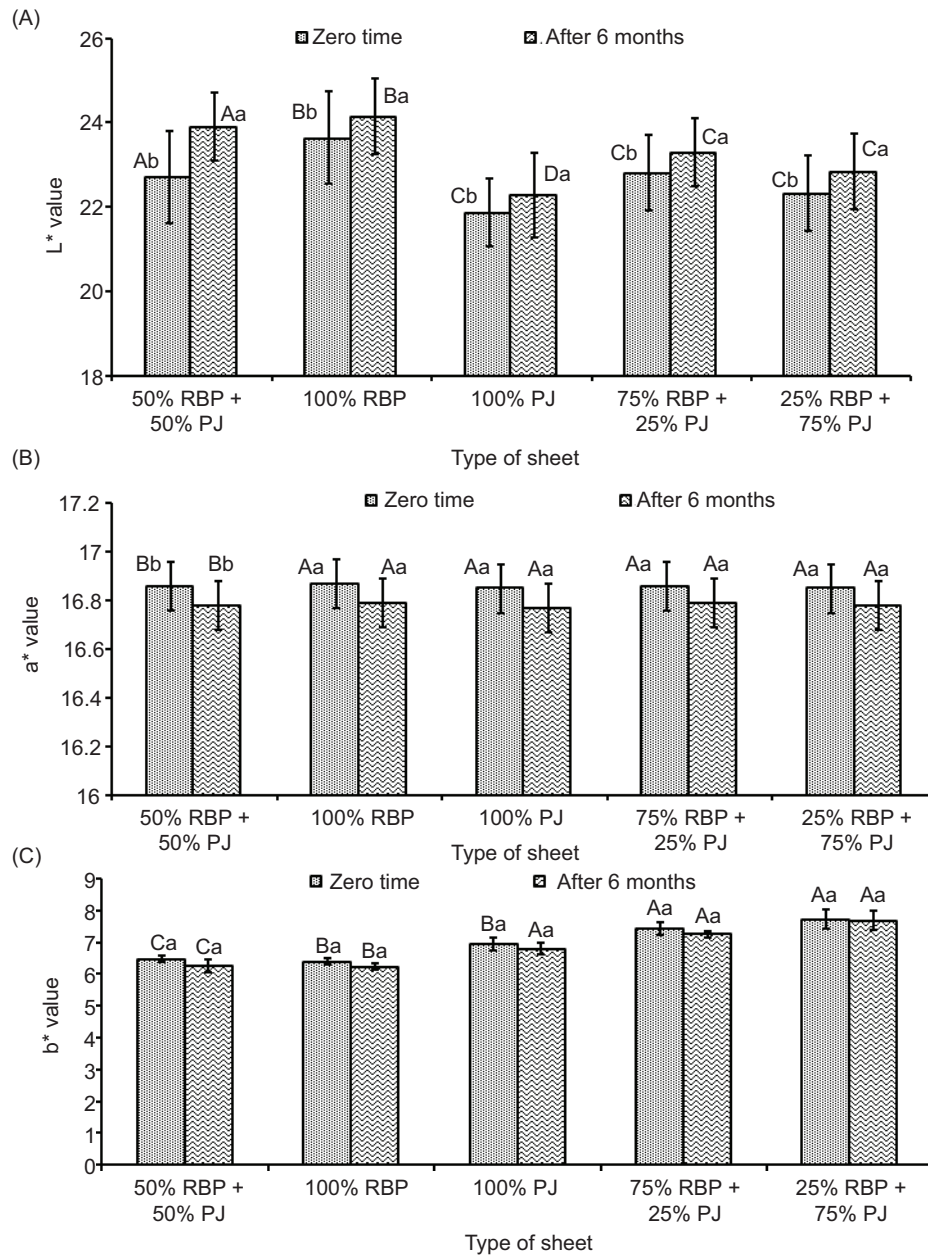 (A)
26
24
22
20
18
L* value
Zero time
After 6 months
Ab
Aa
Bb
Ba
Cb
Da
Cb
Ca
Cb
Ca
50% RBP +
50% PJ
100% RBP
100% PJ
75% RBP +
25% PJ
25% RBP +
75% PJ
Type of sheet
(B)
17.2
17
16.8
16.6
16.4
16.2
16
a* value
Zero time
After 6 months
Bb
Bb
Aa
Aa
Aa
Aa
Aa
Aa
Aa
Aa
50% RBP +
50% PJ
100% RBP
100% PJ
75% RBP +
25% PJ
25% RBP +
75% PJ
Type of sheet
(C)
9
8
7
6
5
4
3
2
1
0
b* value
Zero time
After 6 months
Ca
Ca
Ba
Ba
Ba
Aa
Aa
Aa
Aa
Aa
50% RBP +
50% PJ
100% RBP
100% PJ
75% RBP +
25% PJ
25% RBP +
75% PJ
Type of sheet